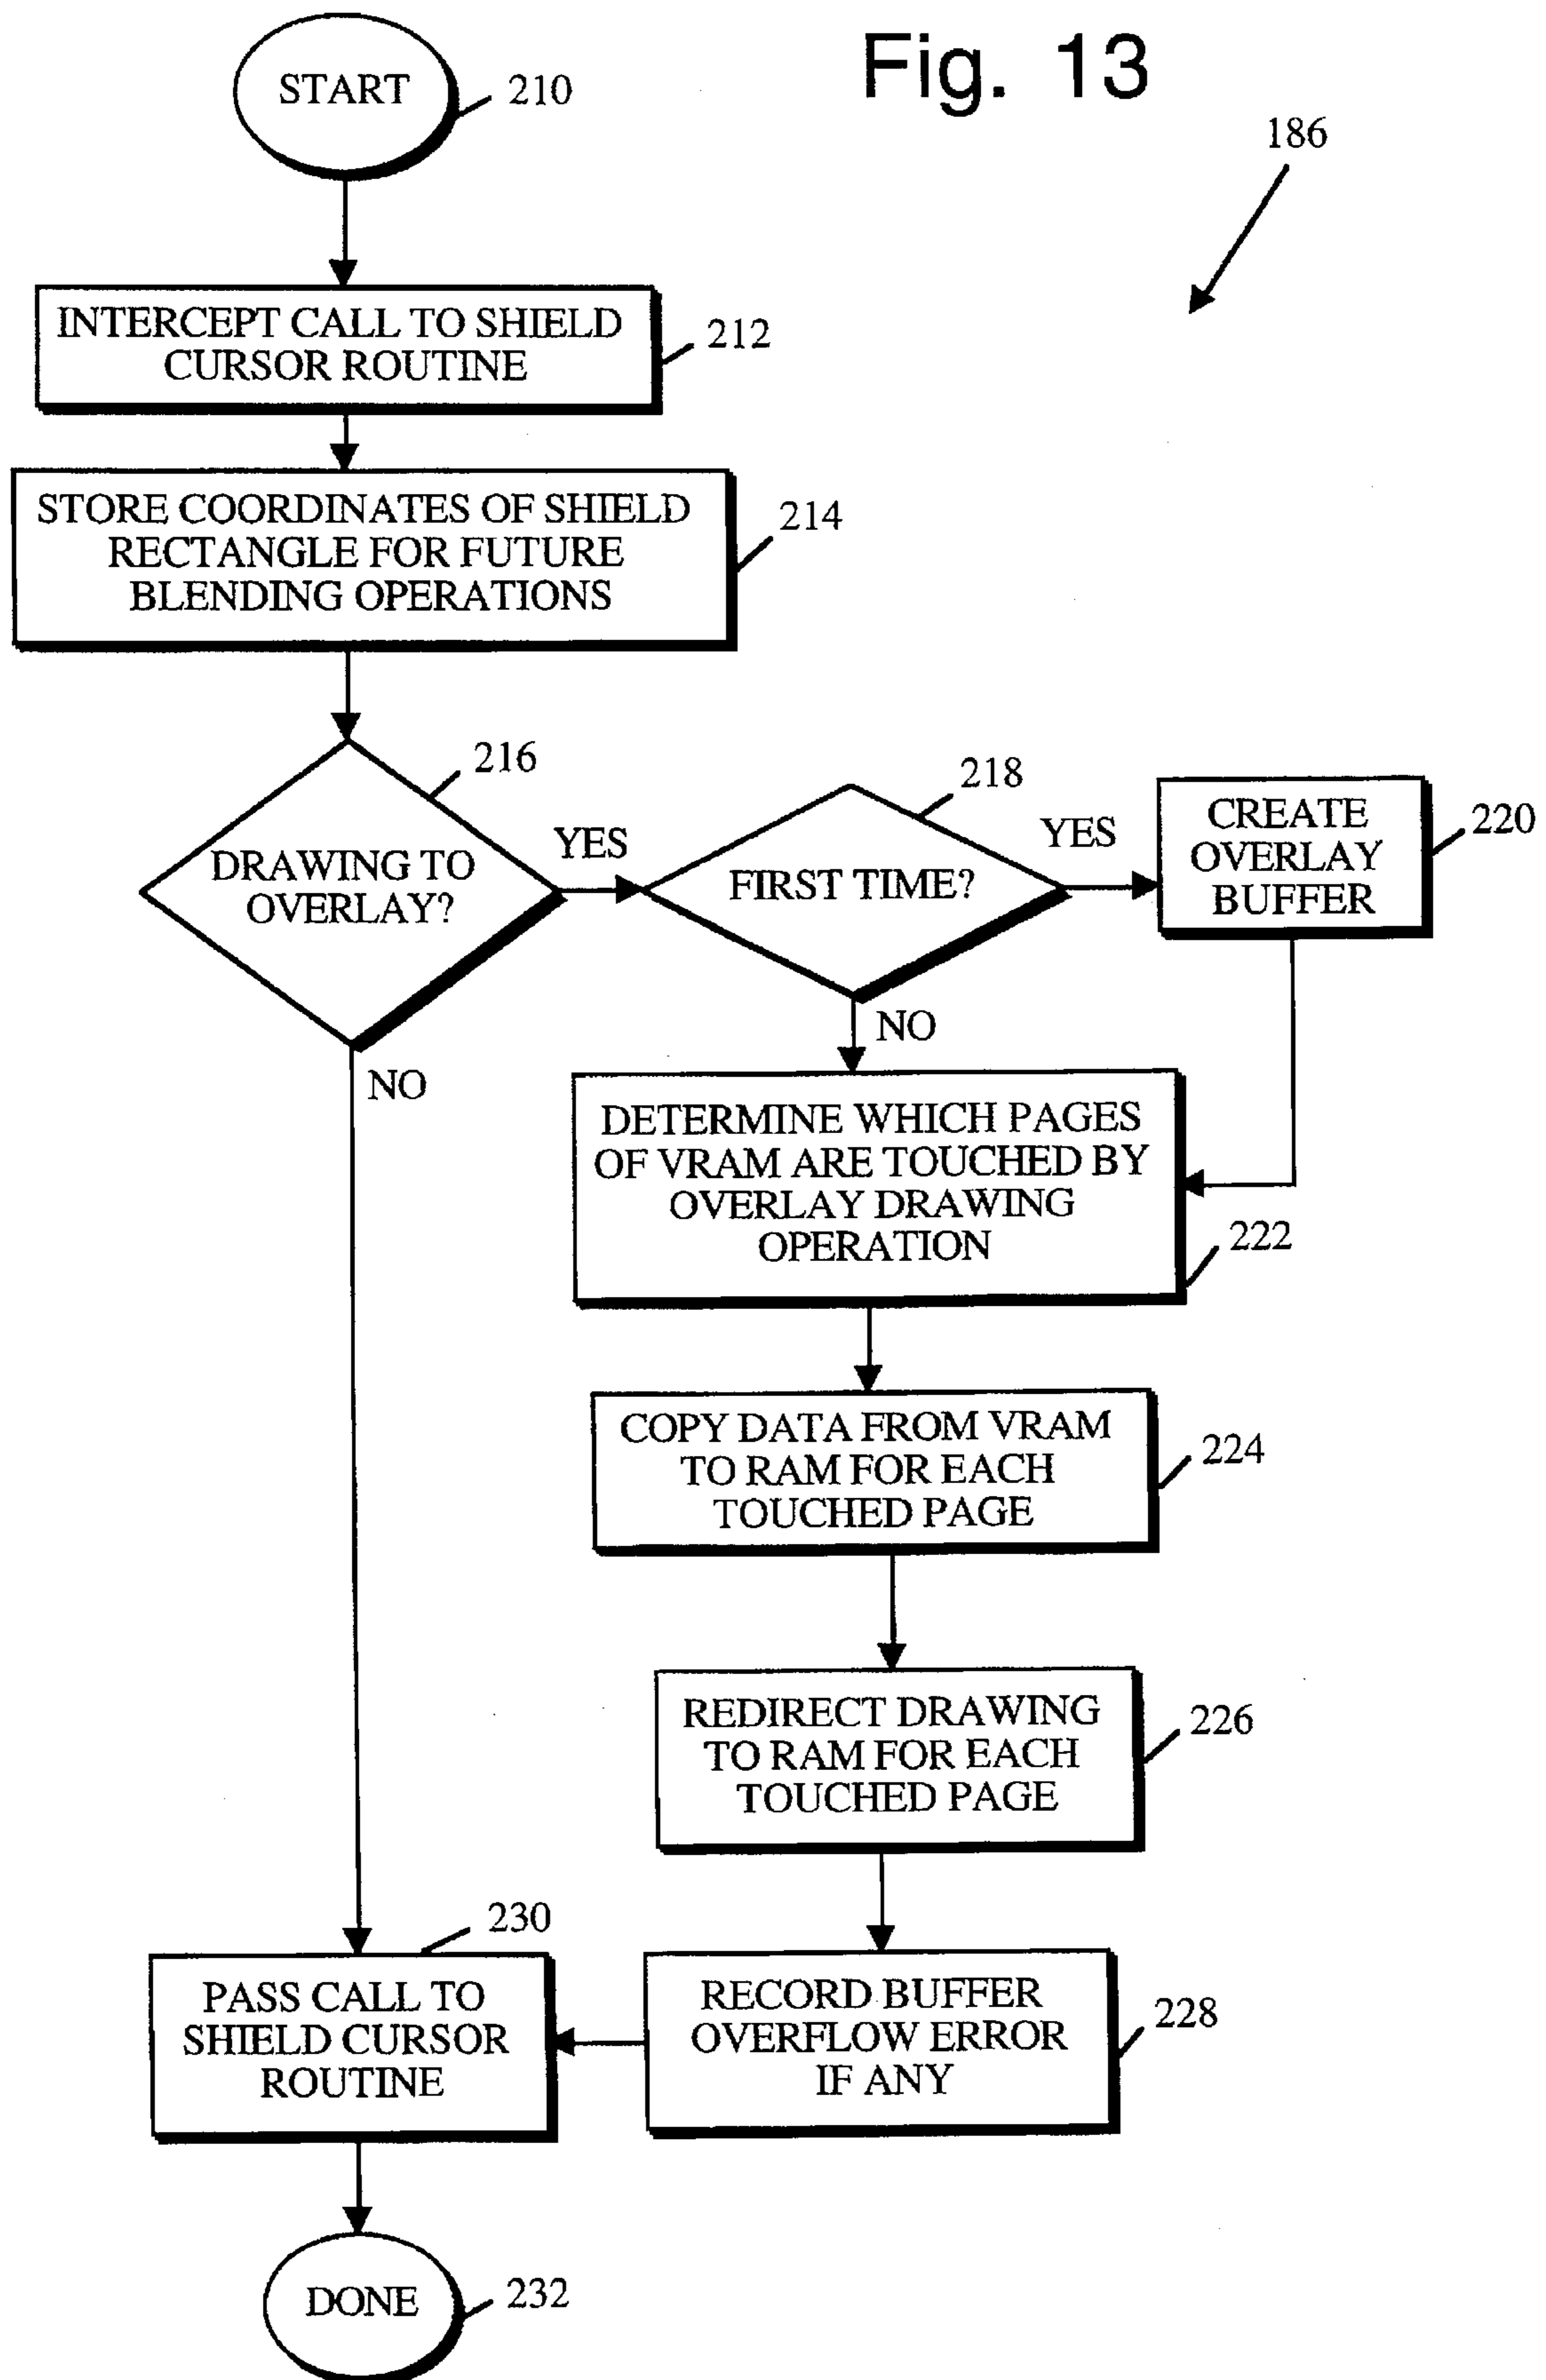 Fig. 13
186
START
210
INTERCEPT CALL TO SHIELD
CURSOR ROUTINE
212
STORE COORDINATES OF SHIELD
RECTANGLE FOR FUTURE
BLENDING OPERATIONS
214
DRAWING TO
OVERLAY?
216
YES
NO
FIRST TIME?
218
YES
NO
CREATE
OVERLAY
BUFFER
220
DETERMINE WHICH PAGES
OF VRAM ARE TOUCHED BY
OVERLAY DRAWING
OPERATION
222
COPY DATA FROM VRAM
TO RAM FOR EACH
TOUCHED PAGE
224
REDIRECT DRAWING
TO RAM FOR EACH
TOUCHED PAGE
226
RECORD BUFFER
OVERFLOW ERROR
IF ANY
228
230
PASS CALL TO
SHIELD CURSOR
ROUTINE
DONE
232